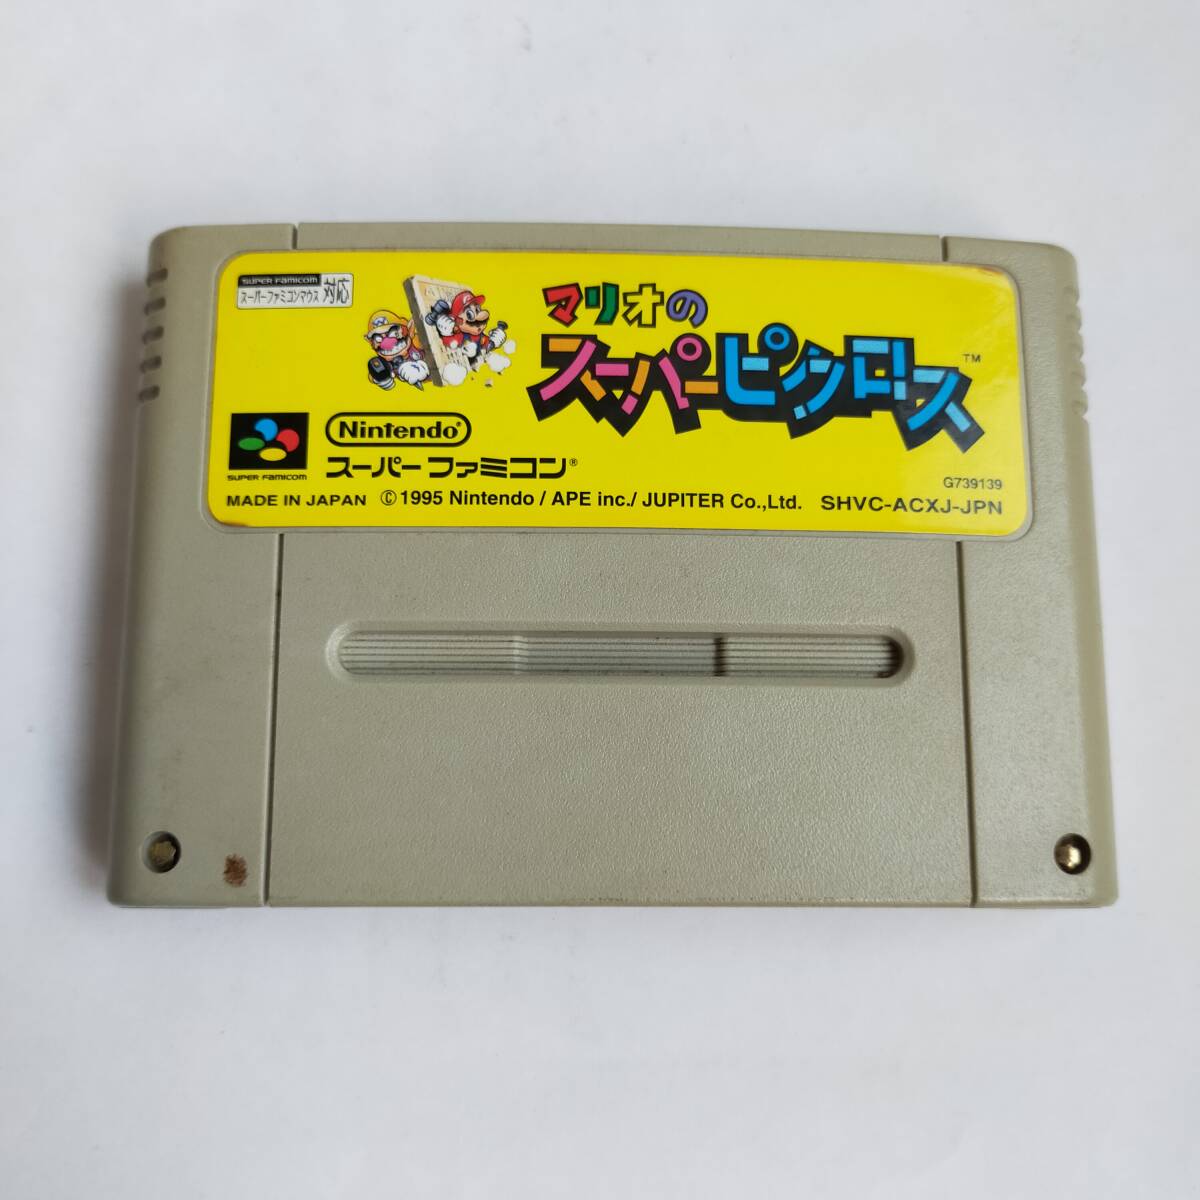 SUPER FAMICOM
スーパーファミコンマウス 対応
マリオの
スーパーピクロス™
Nintendo®
スーパーファミコン®
SUPER FAMICOM
G739139
MADE IN JAPAN © 1995 Nintendo / APE inc./ JUPITER Co.,Ltd. SHVC-ACXJ-JPN